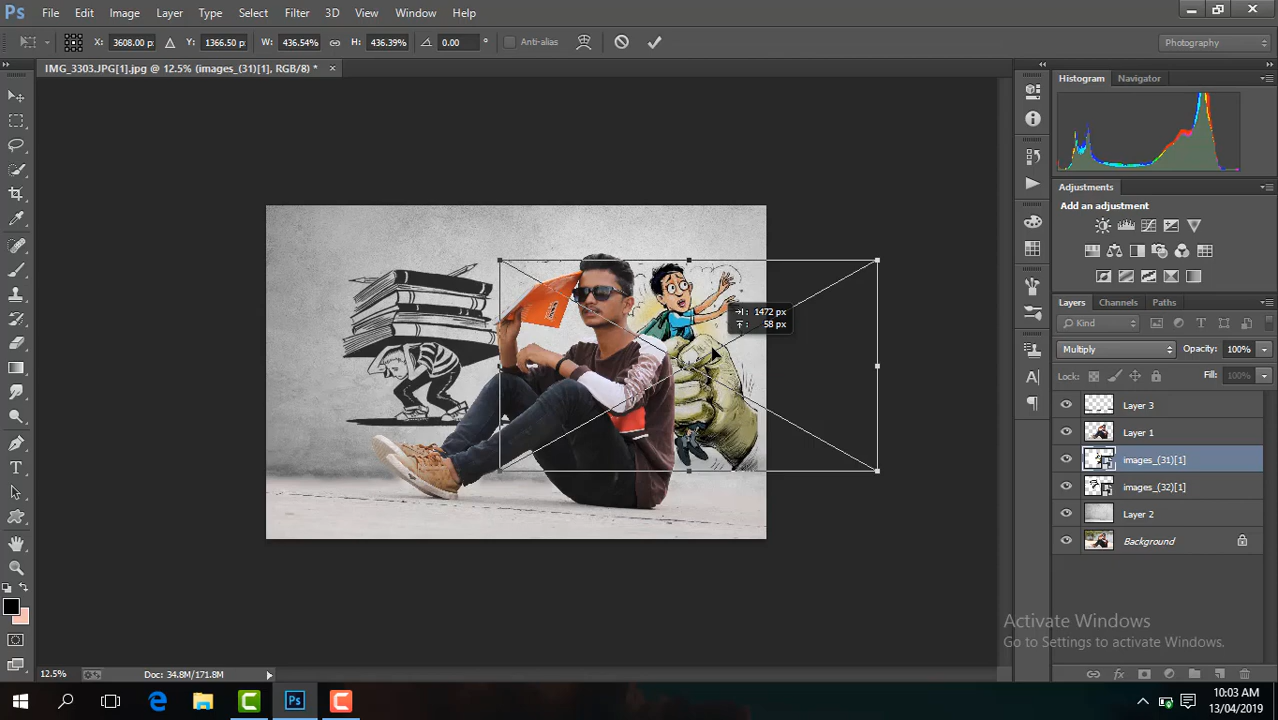 Ps File Edit Image Layer Type Select Filter 3D View Window Help
X: 3608.00 px Y: 1366.50 px W: 436.54% H: 436.39% 0.00 ° Anti-alias Photography
IMG_3303.JPG[1].jpg @ 12.5% (images_(31)[1], RGB/8) * ×
Histogram Navigator
Adjustments
Add an adjustment
Layers Channels Paths
Kind
Multiply Opacity: 100%
Lock: Fill: 100%
Layer 3
Layer 1
images_(31)[1]
images_(32)[1]
Layer 2
Background
1472 px
58 px
Activate Windows
Go to Settings to activate Windows.
12.5% Doc: 34.8M/171.8M
10:03 AM
13/04/2019